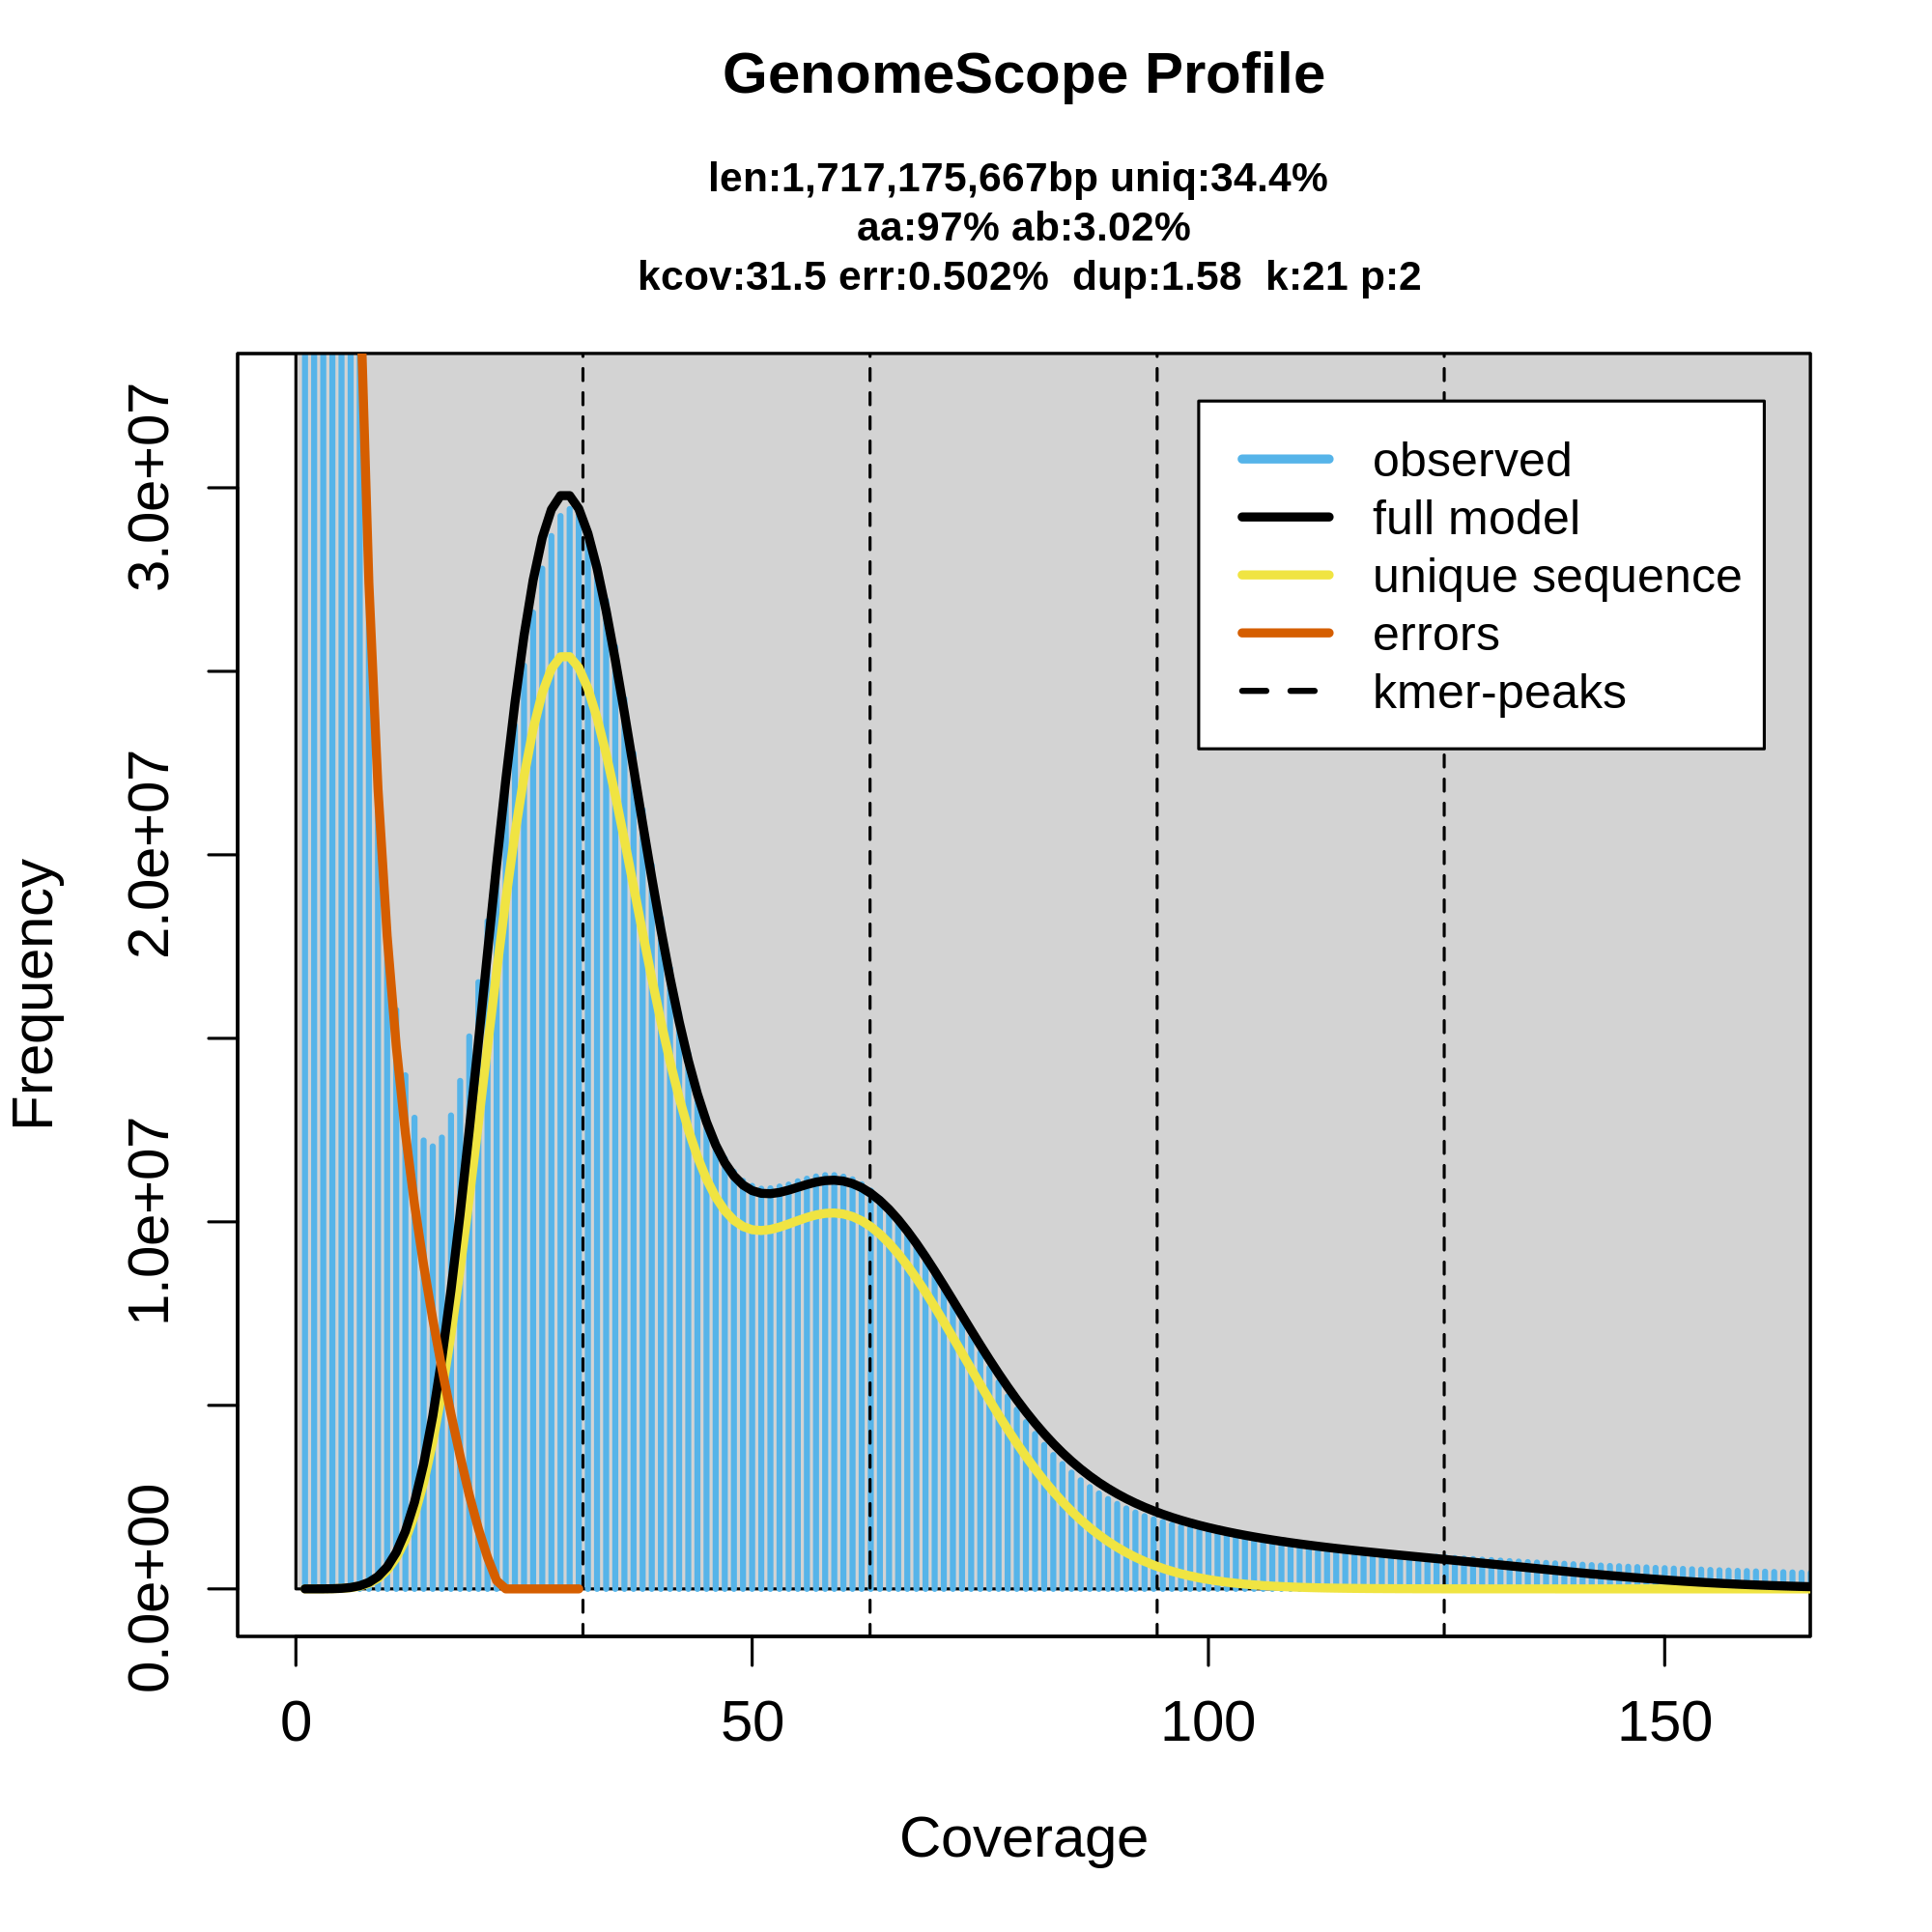 GenomeScope Profile
len:1,717,175,667bp uniq:34.4%
aa:97% ab:3.02%
kcov:31.5 err:0.502%  dup:1.58  k:21 p:2
observed
full model
unique sequence
errors
kmer-peaks
Frequency
3.0e+07
2.0e+07
1.0e+07
0.0e+00
0 50 100 150
Coverage